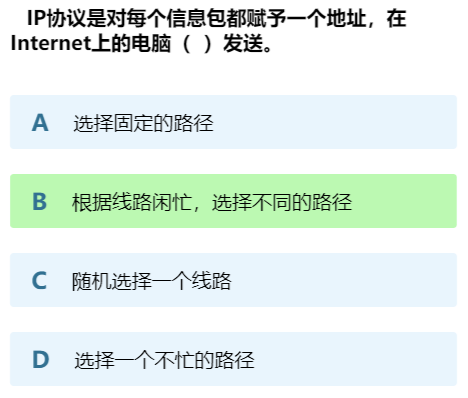 IP协议是对每个信息包都赋予一个地址，在
Internet上的电脑（ ）发送。
A 选择固定的路径
B 根据线路闲忙，选择不同的路径
C 随机选择一个线路
D 选择一个不忙的路径